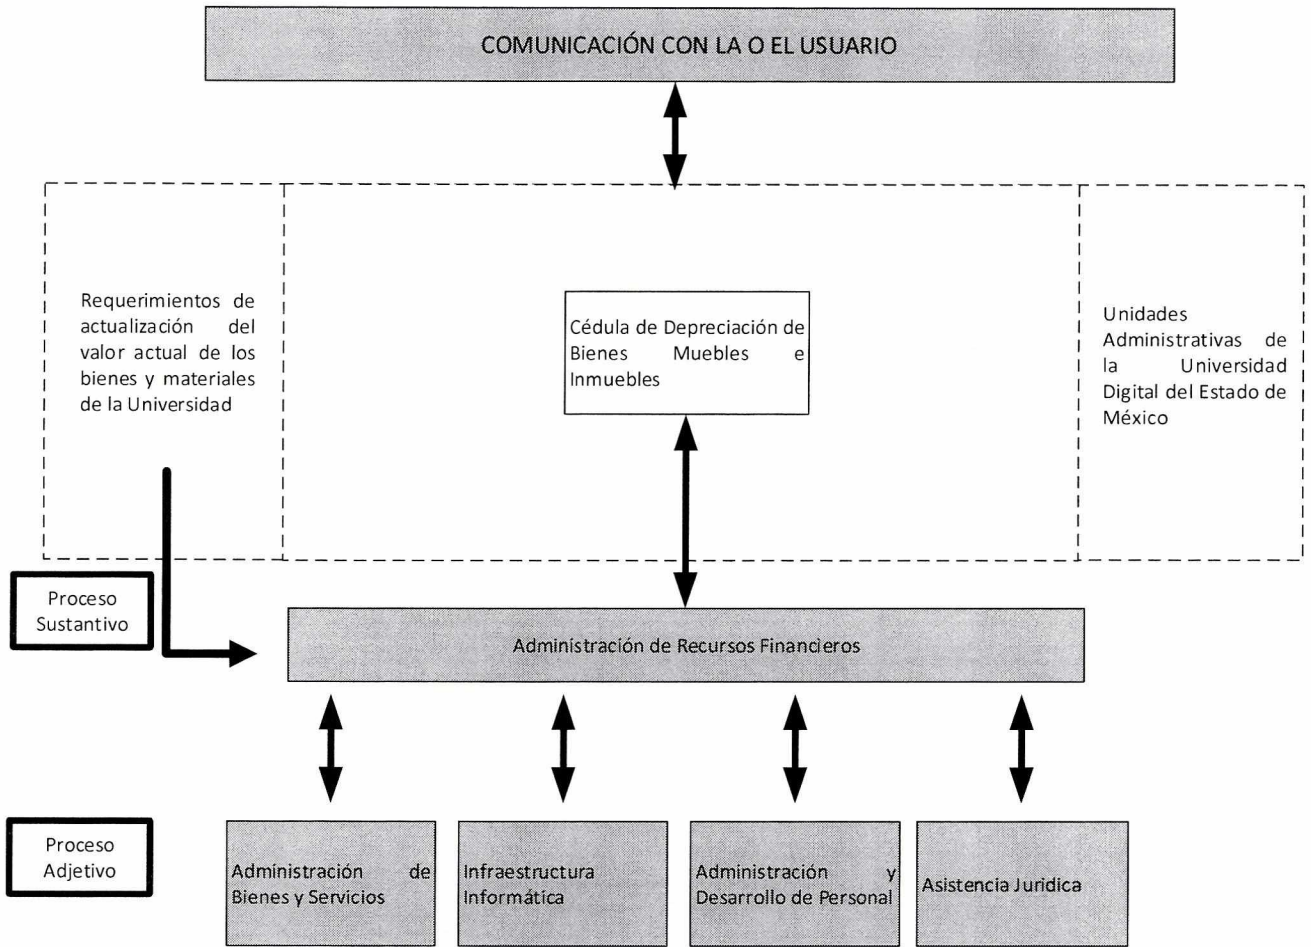 COMUNICACIÓN CON LA O EL USUARIO
Requerimientos de
actualización del
valor actual de los
bienes y materiales
de la Universidad
Cédula de Depreciación de
Bienes Muebles e
Inmuebles
Unidades
Administrativas de
la Universidad
Digital del Estado de
México
Proceso
Sustantivo
Administración de Recursos Financieros
Proceso
Adjetivo
Administración de
Bienes y Servicios
Infraestructura
Informática
Administración y
Desarrollo de Personal
Asistencia Juridica